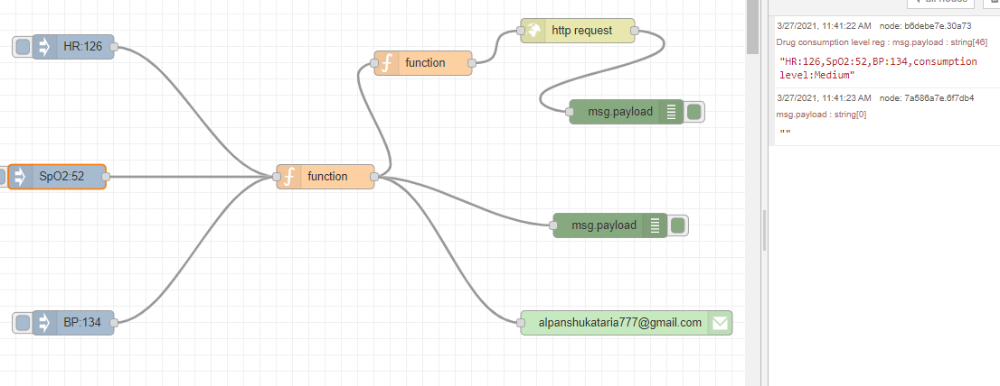 all nodes
HR:126
function
http request
msg.payload
SpO2:52
function
msg.payload
BP:134
alpanshukataria777@gmail.com
3/27/2021, 11:41:22 AM node: b6debe7e.30a73
Drug consumption level reg : msg.payload : string[46]
"HR:126,SpO2:52,BP:134,consumption
level:Medium"
3/27/2021, 11:41:23 AM node: 7a586a7e.6f7db4
msg.payload : string[0]
""